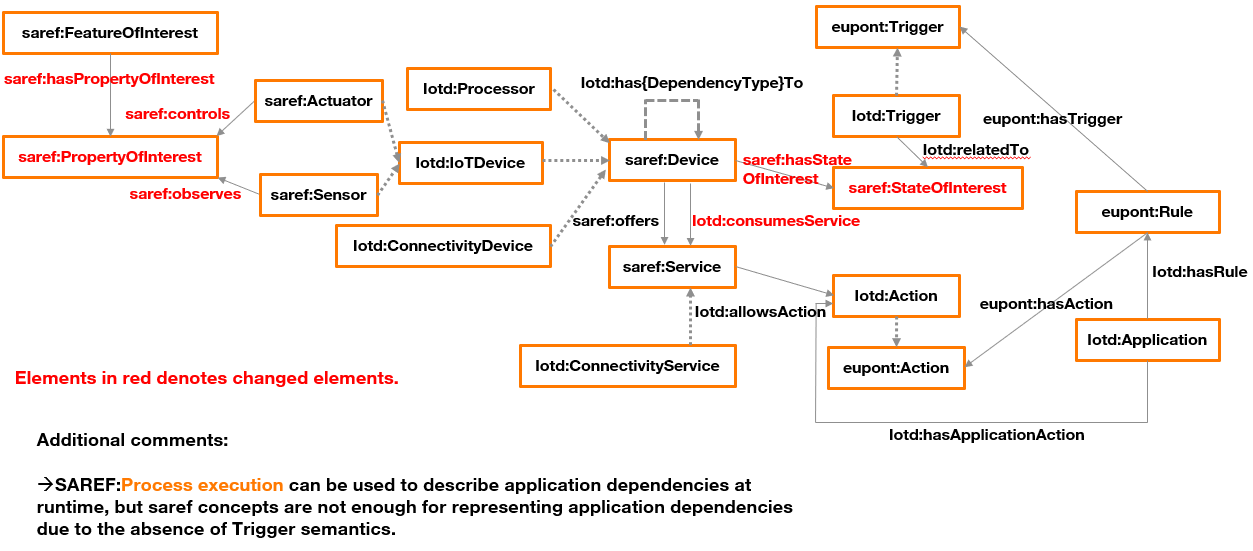 saref:FeatureOfInterest
eupont:Trigger
saref:hasPropertyOfInterest
saref:Actuator
Iotd:Processor
Iotd:has{DependencyType}To
saref:controls
Iotd:Trigger
eupont:hasTrigger
saref:PropertyOfInterest
Iotd:IoTDevice
saref:Device
Iotd:relatedTo
saref:hasState
OfInterest
saref:observes
saref:Sensor
saref:StateOfInterest
eupont:Rule
Iotd:ConnectivityDevice
saref:offers
Iotd:consumesService
saref:Service
Iotd:hasRule
Iotd:Action
eupont:hasAction
Iotd:allowsAction
Iotd:Application
Iotd:ConnectivityService
eupont:Action
Elements in red denotes changed elements.
Iotd:hasApplicationAction
Additional comments:
→SAREF:Process execution can be used to describe application dependencies at
runtime, but saref concepts are not enough for representing application dependencies
due to the absence of Trigger semantics.